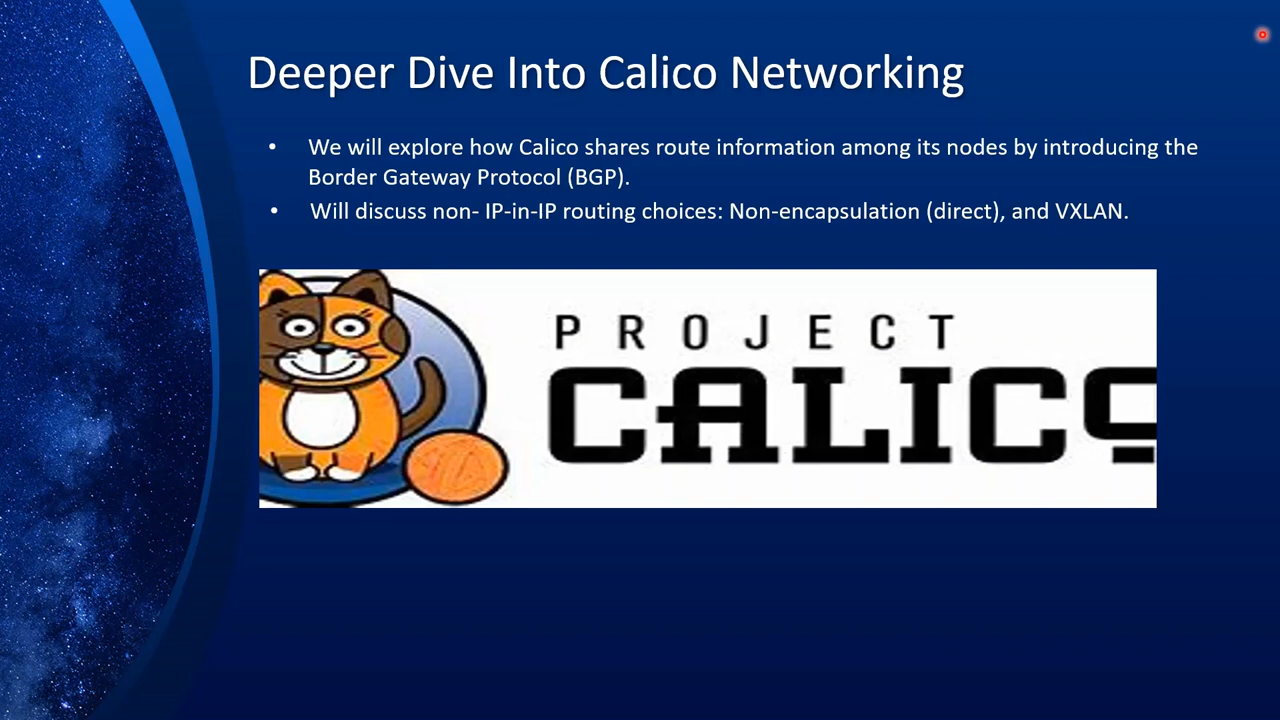 Deeper Dive Into Calico Networking
• We will explore how Calico shares route information among its nodes by introducing the
Border Gateway Protocol (BGP).
• Will discuss non- IP-in-IP routing choices: Non-encapsulation (direct), and VXLAN.
PROJECT
CALICO